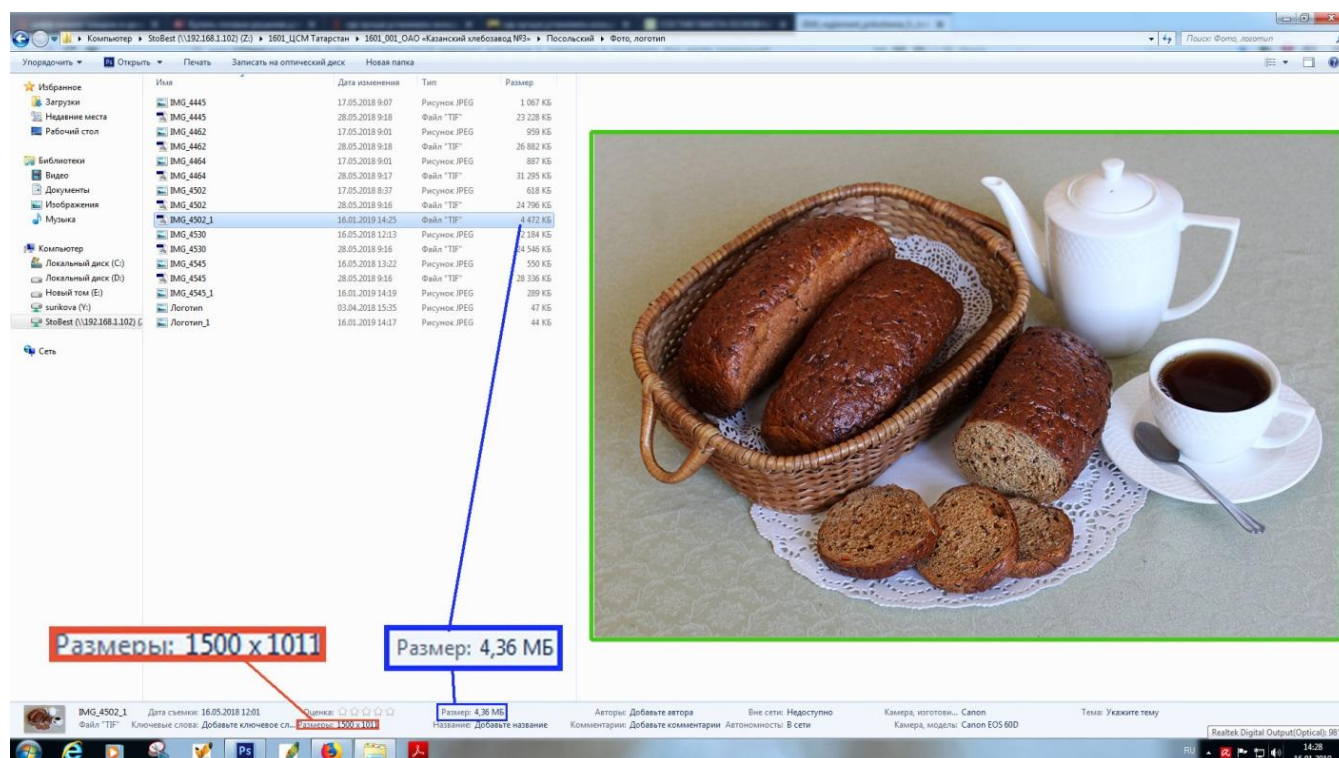 Компьютер ▸ StoBest (\\192.168.1.102) (Z:) ▸ 1601_ЦСМ Татарстан ▸ 1601_001_ОАО «Казанский хлебозавод №3» ▸ Посольский ▸ Фото, логотип
Поиск: Фото, логотип
Упорядочить Открыть Печать Записать на оптический диск Новая папка
Имя Дата изменения Тип Размер
Избранное
Загрузки
Недавние места
Рабочий стол
Библиотеки
Видео
Документы
Изображения
Музыка
Компьютер
Локальный диск (C:)
Локальный диск (D:)
Новый том (E:)
surikova (Y:)
StoBest (\\192.168.1.102) (
Сеть
IMG_4445 17.05.2018 9:07 Рисунок JPEG 1 067 КБ
IMG_4445 28.05.2018 9:18 Файл "TIF" 23 228 КБ
IMG_4462 17.05.2018 9:01 Рисунок JPEG 959 КБ
IMG_4462 28.05.2018 9:18 Файл "TIF" 26 882 КБ
IMG_4464 17.05.2018 9:01 Рисунок JPEG 887 КБ
IMG_4464 28.05.2018 9:17 Файл "TIF" 31 295 КБ
IMG_4502 17.05.2018 8:37 Рисунок JPEG 618 КБ
IMG_4502 28.05.2018 9:16 Файл "TIF" 24 796 КБ
IMG_4502_1 16.01.2019 14:25 Файл "TIF" 4 472 КБ
IMG_4530 16.05.2018 12:13 Рисунок JPEG 2 184 КБ
IMG_4530 28.05.2018 9:16 Файл "TIF" 24 546 КБ
IMG_4545 16.05.2018 13:22 Рисунок JPEG 550 КБ
IMG_4545 28.05.2018 9:16 Файл "TIF" 28 336 КБ
IMG_4545_1 16.01.2019 14:19 Рисунок JPEG 289 КБ
Логотип 03.04.2018 15:35 Рисунок JPEG 47 КБ
Логотип_1 16.01.2019 14:17 Рисунок JPEG 44 КБ
Размеры: 1500 x 1011
Размер: 4,36 МБ
IMG_4502_1 Дата съемки: 16.05.2018 12:01 Оценка: Размер: 4,36 МБ Авторы: Добавьте автора Вне сети: Недоступно Камера, изготови... Canon Тема: Укажите тему
Файл "TIF" Ключевые слова: Добавьте ключевое сл... Размеры: 1500 x 1011 Название: Добавьте название Комментарии: Добавьте комментарии Автономность: В сети Камера, модель: Canon EOS 60D
Realtek Digital Output(Optical): 98
Ps
RU
14:28
16.01.2019